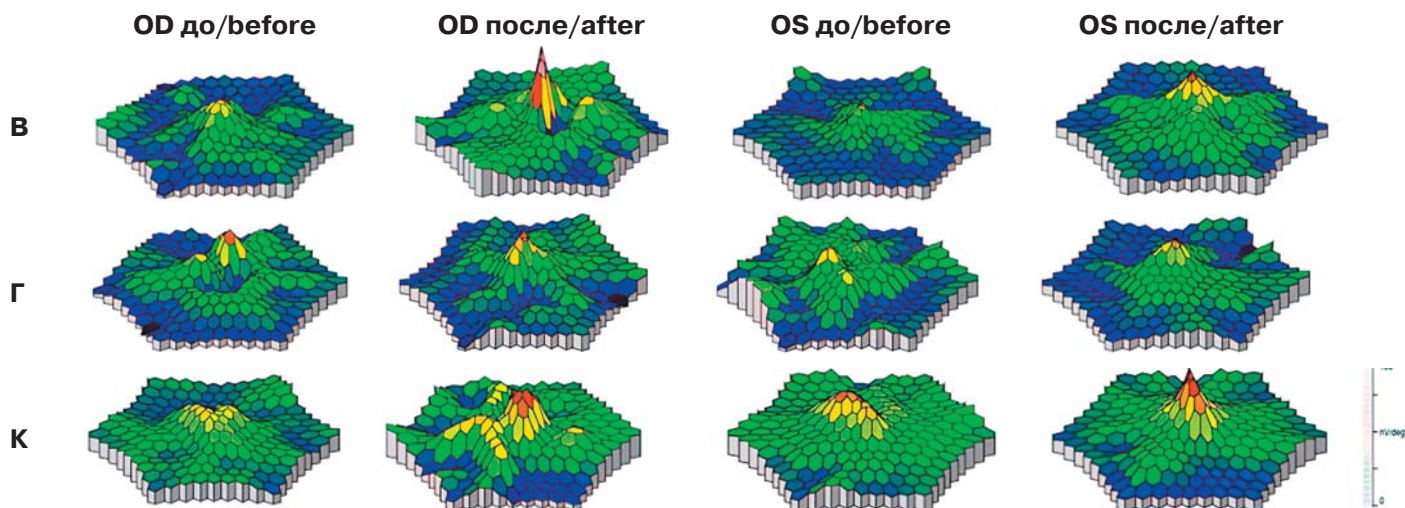 OD до/before OD после/after OS до/before OS после/after
В
Г
К
nV/deg
0